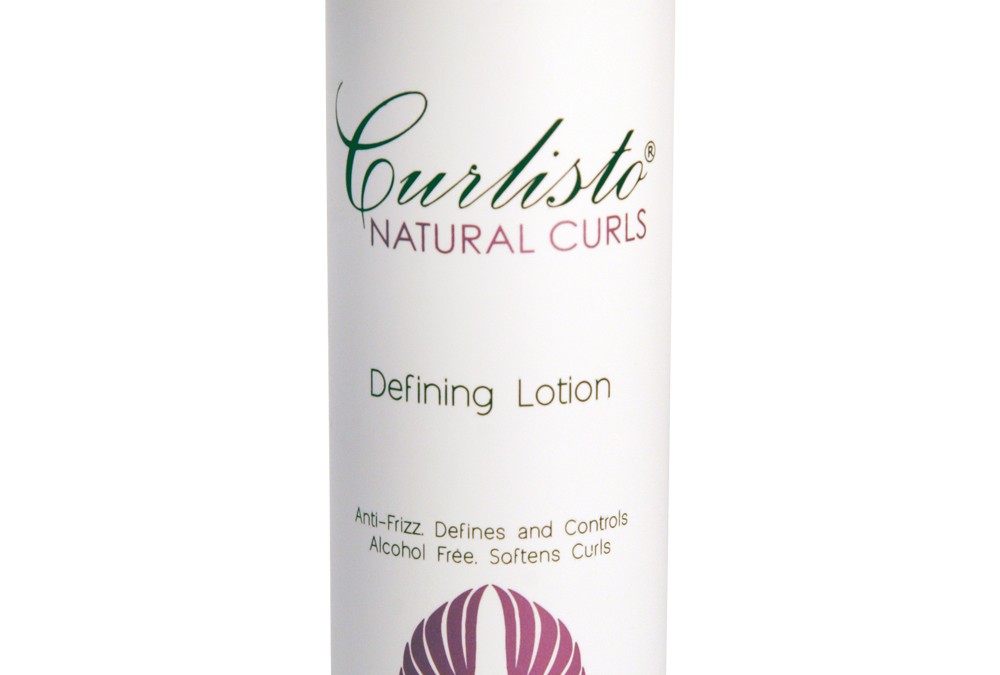 Curlisto®
NATURAL CURLS
Defining Lotion
Anti-Frizz. Defines and Controls
Alcohol Free. Softens Curls